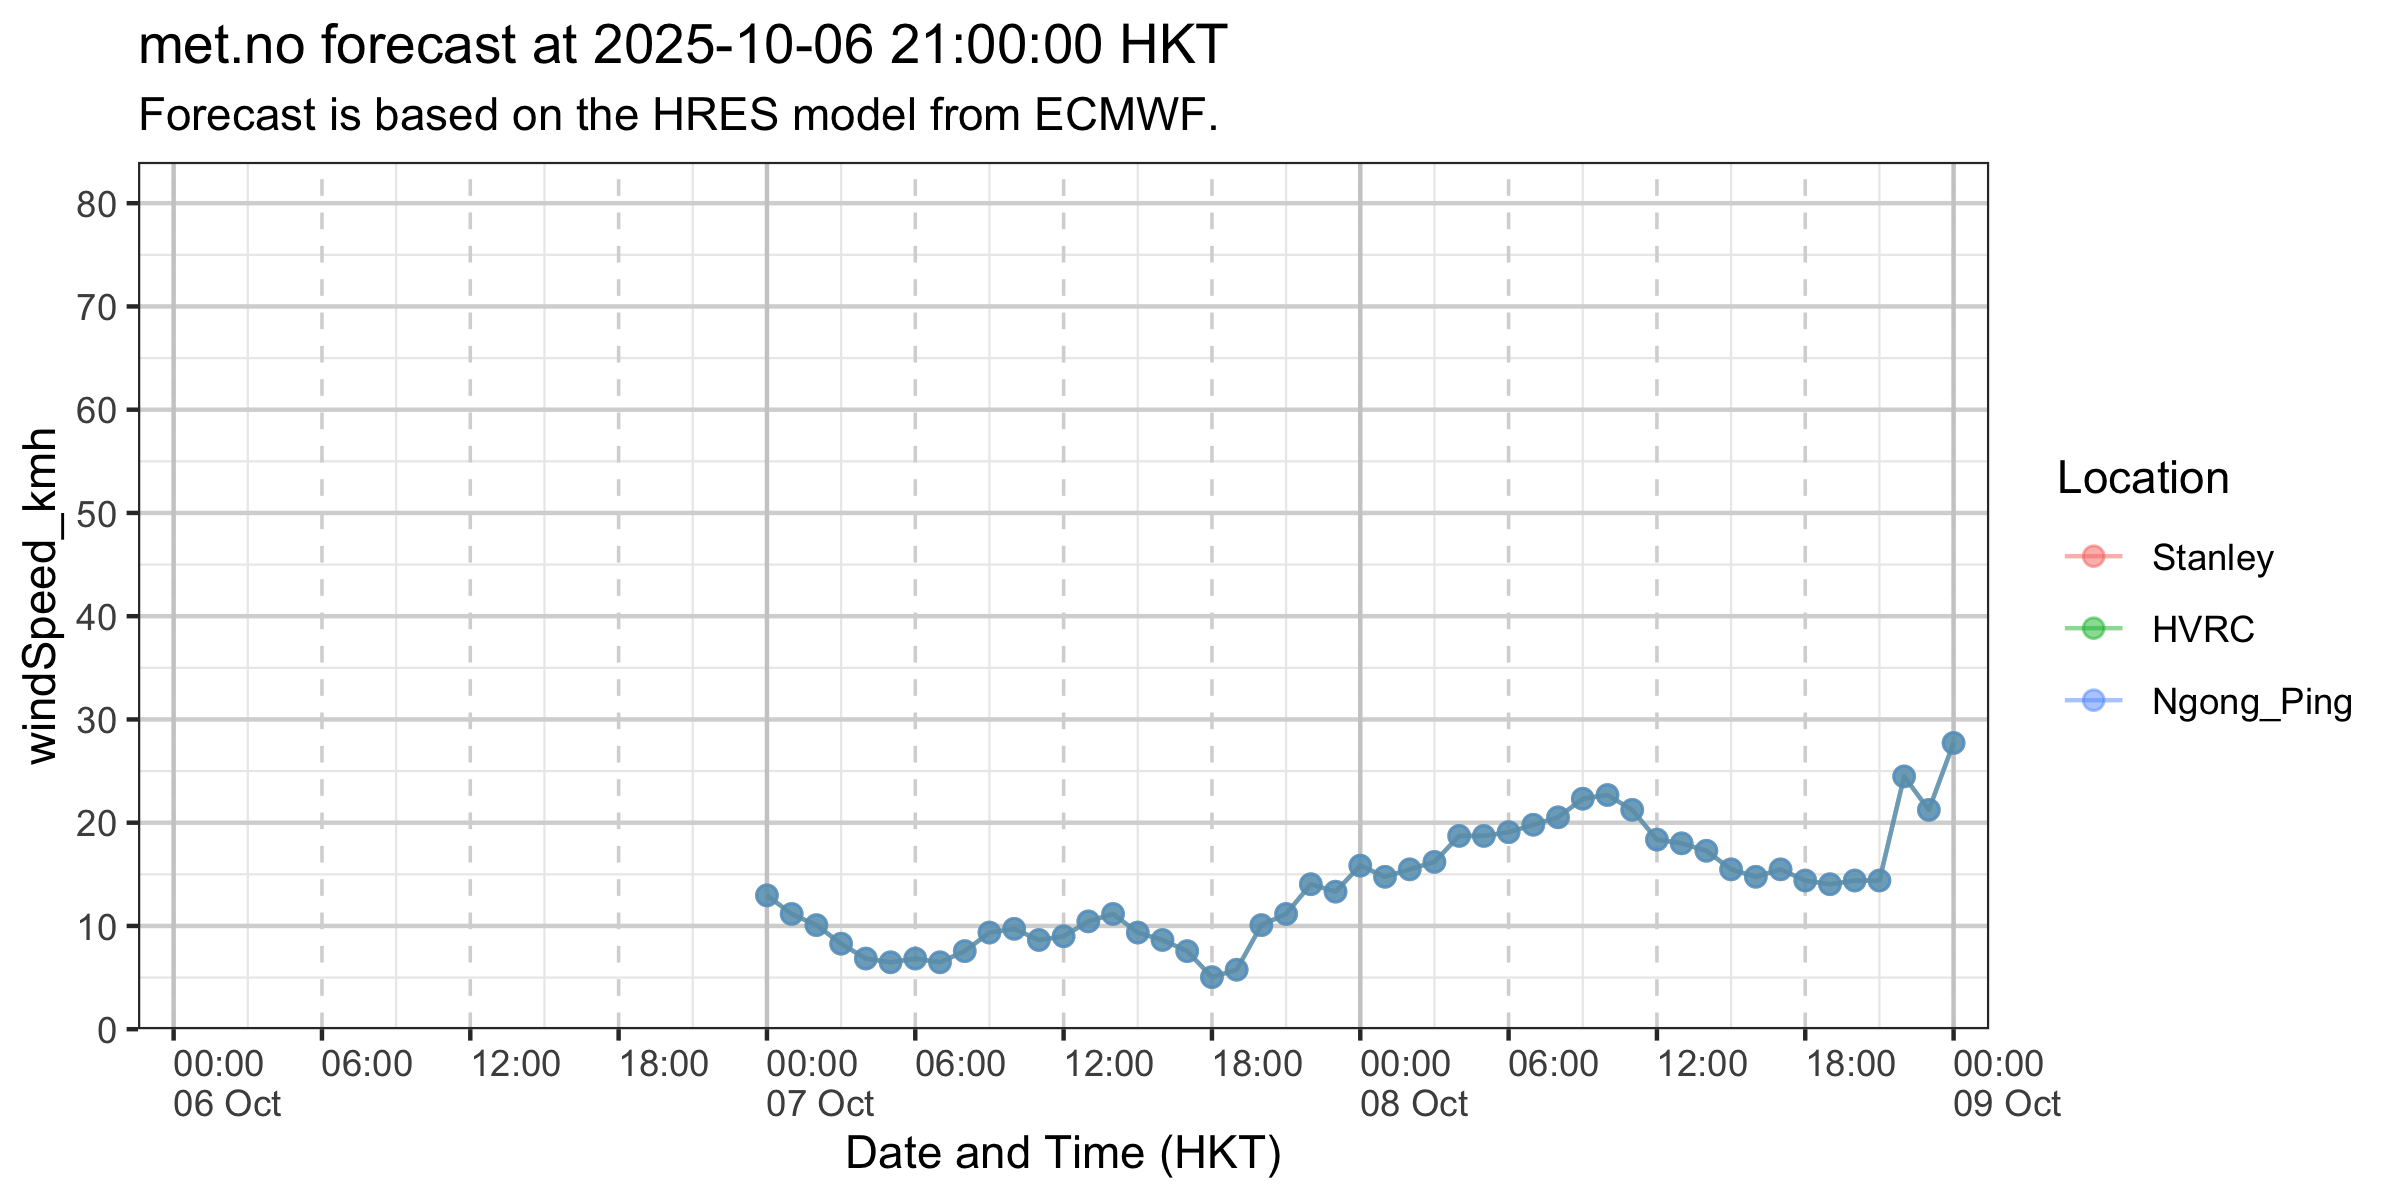 met.no forecast at 2025-10-06 21:00:00 HKT
Forecast is based on the HRES model from ECMWF.
windSpeed_kmh
80
70
60
50
40
30
20
10
0
00:00 06:00 12:00 18:00 00:00 06:00 12:00 18:00 00:00 06:00 12:00 18:00 00:00
06 Oct 07 Oct 08 Oct 09 Oct
Date and Time (HKT)
Location
Stanley
HVRC
Ngong_Ping